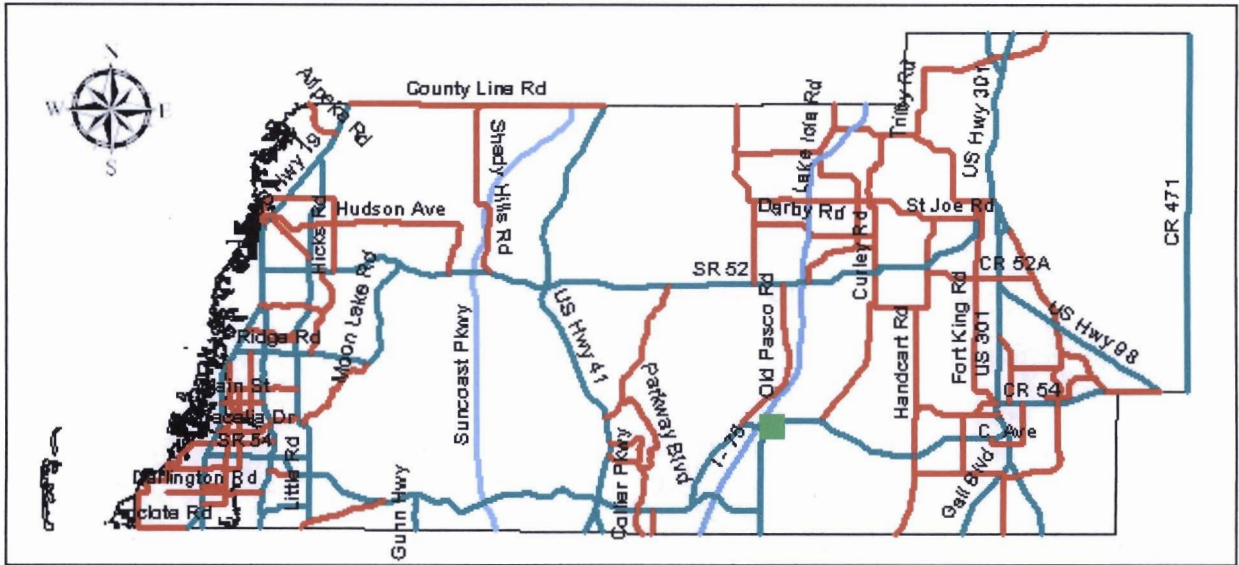 N
W E
S
Aripeka Rd
County Line Rd
Hwy 19
Shady Hills Rd
Lake Iola Rd
Trilby Rd
US Hwy 301
CR 471
Hicks Rd
Hudson Ave
Darby Rd
St Joe Rd
Curley Rd
SR 52
CR 52A
Moon Lake Rd
Suncoast Pkwy
US Hwy 41
Old Pasco Rd
Handcart Rd
Fort King Rd
US 301
US Hwy 98
Ridge Rd
Main St
SR 54
Little Rd
Darlington Rd
Gunn Hwy
Collier Pkwy
Parkway Blvd
I-75
CR 54
C Ave
Gall Blvd